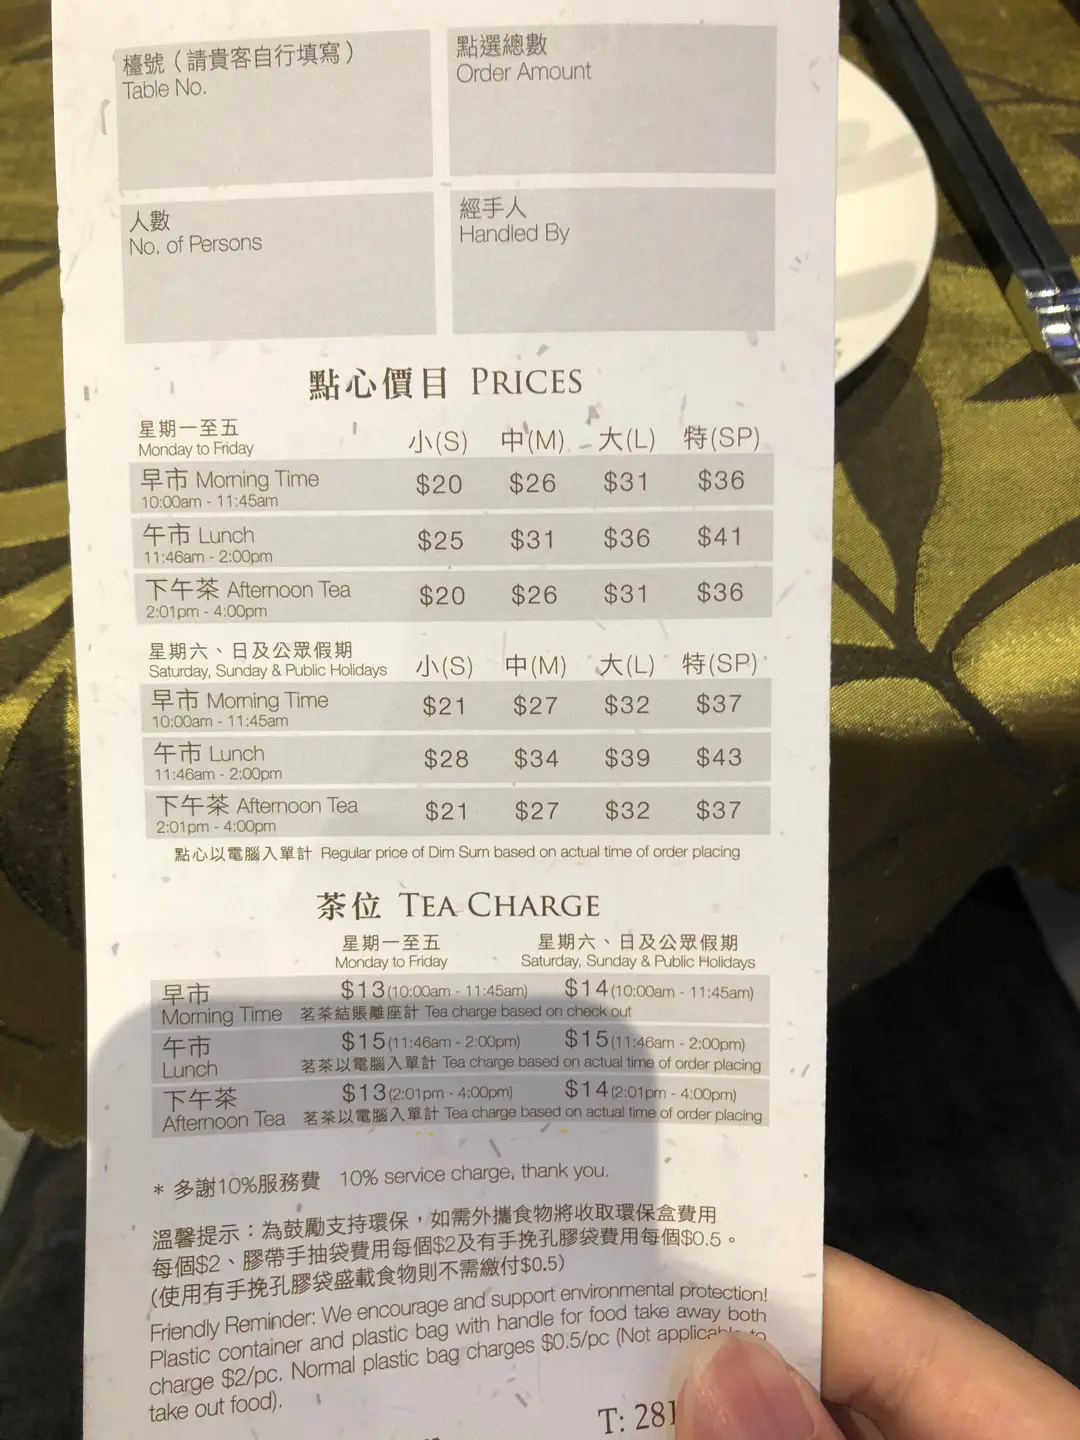 檯號（請貴客自行填寫）
Table No.
點選總數
Order Amount
人數
No. of Persons
經手人
Handled By
點心價目 PRICES
星期一至五
Monday to Friday
小(S) 中(M) 大(L) 特(SP)
早市 Morning Time
10:00am - 11:45am
$20 $26 $31 $36
午市 Lunch
11:46am - 2:00pm
$25 $31 $36 $41
下午茶 Afternoon Tea
2:01pm - 4:00pm
$20 $26 $31 $36
星期六、日及公眾假期
Saturday, Sunday & Public Holidays
小(S) 中(M) 大(L) 特(SP)
早市 Morning Time
10:00am - 11:45am
$21 $27 $32 $37
午市 Lunch
11:46am - 2:00pm
$28 $34 $39 $43
下午茶 Afternoon Tea
2:01pm - 4:00pm
$21 $27 $32 $37
點心以電腦入單計 Regular price of Dim Sum based on actual time of order placing
茶位 TEA CHARGE
星期一至五
Monday to Friday
星期六、日及公眾假期
Saturday, Sunday & Public Holidays
早市
Morning Time
$13(10:00am - 11:45am) $14(10:00am - 11:45am)
茗茶結賬離座計 Tea charge based on check out
午市
Lunch
$15(11:46am - 2:00pm) $15(11:46am - 2:00pm)
茗茶以電腦入單計 Tea charge based on actual time of order placing
下午茶
Afternoon Tea
$13(2:01pm - 4:00pm) $14(2:01pm - 4:00pm)
茗茶以電腦入單計 Tea charge based on actual time of order placing
* 多謝10%服務費 10% service charge, thank you.
溫馨提示：為鼓勵支持環保，如需外攜食物將收取環保盒費用
每個$2、膠帶手抽袋費用每個$2及有手挽孔膠袋費用每個$0.5。
(使用有手挽孔膠袋盛載食物則不需繳付$0.5)
Friendly Reminder: We encourage and support environmental protection!
Plastic container and plastic bag with handle for food take away both
charge $2/pc. Normal plastic bag charges $0.5/pc (Not applicable to
take out food).
T: 281